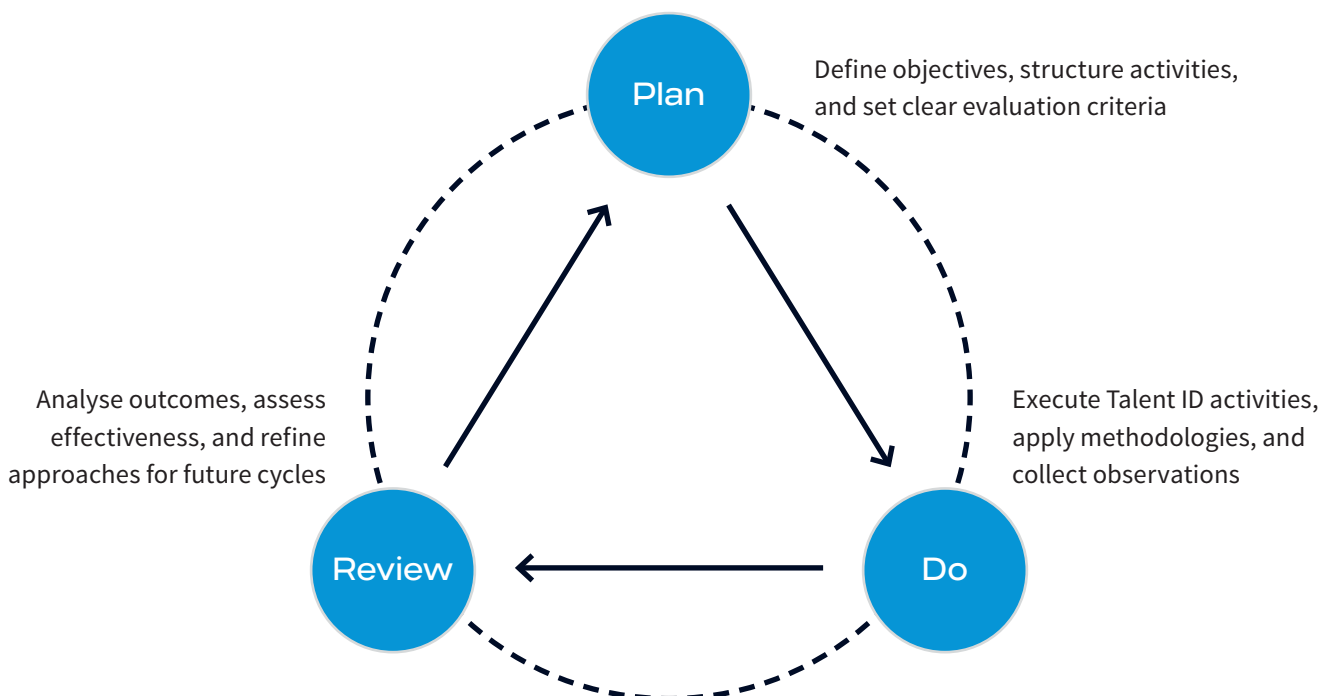 Plan
Define objectives, structure activities,
and set clear evaluation criteria
Analyse outcomes, assess
effectiveness, and refine
approaches for future cycles
Execute Talent ID activities,
apply methodologies, and
collect observations
Review
Do